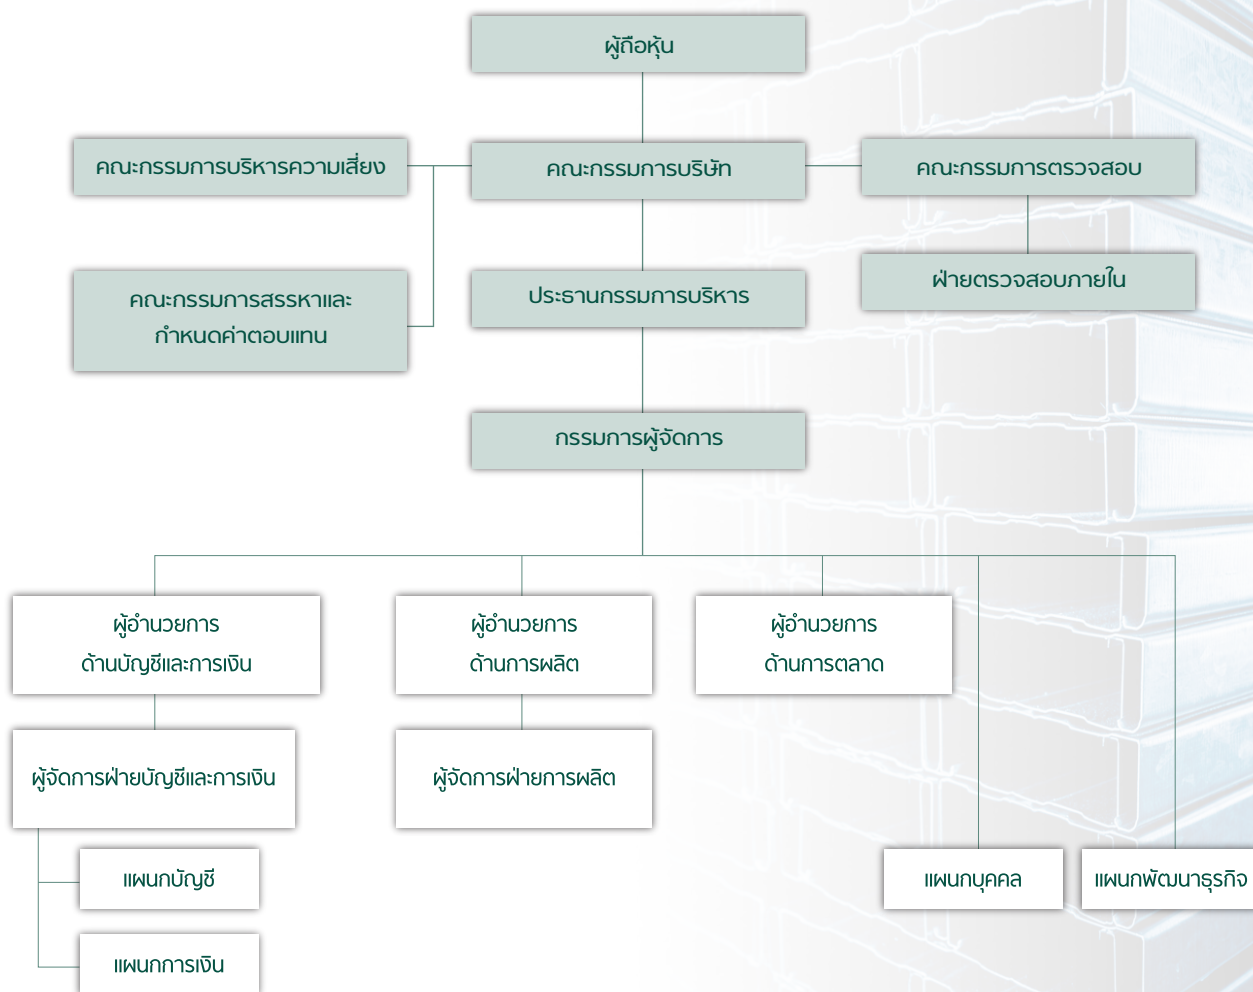 ผู้ถือหุ้น
คณะกรรมการบริหารความเสี่ยง
คณะกรรมการบริษัท
คณะกรรมการตรวจสอบ
คณะกรรมการสรรหาและ
กำหนดค่าตอบแทน
ประธานกรรมการบริหาร
ฝ่ายตรวจสอบภายใน
กรรมการผู้จัดการ
ผู้อำนวยการ
ด้านบัญชีและการเงิน
ผู้อำนวยการ
ด้านการผลิต
ผู้อำนวยการ
ด้านการตลาด
ผู้จัดการฝ่ายบัญชีและการเงิน
ผู้จัดการฝ่ายการผลิต
แผนกบัญชี
แผนกบุคคล
แผนกพัฒนาธุรกิจ
แผนกการเงิน